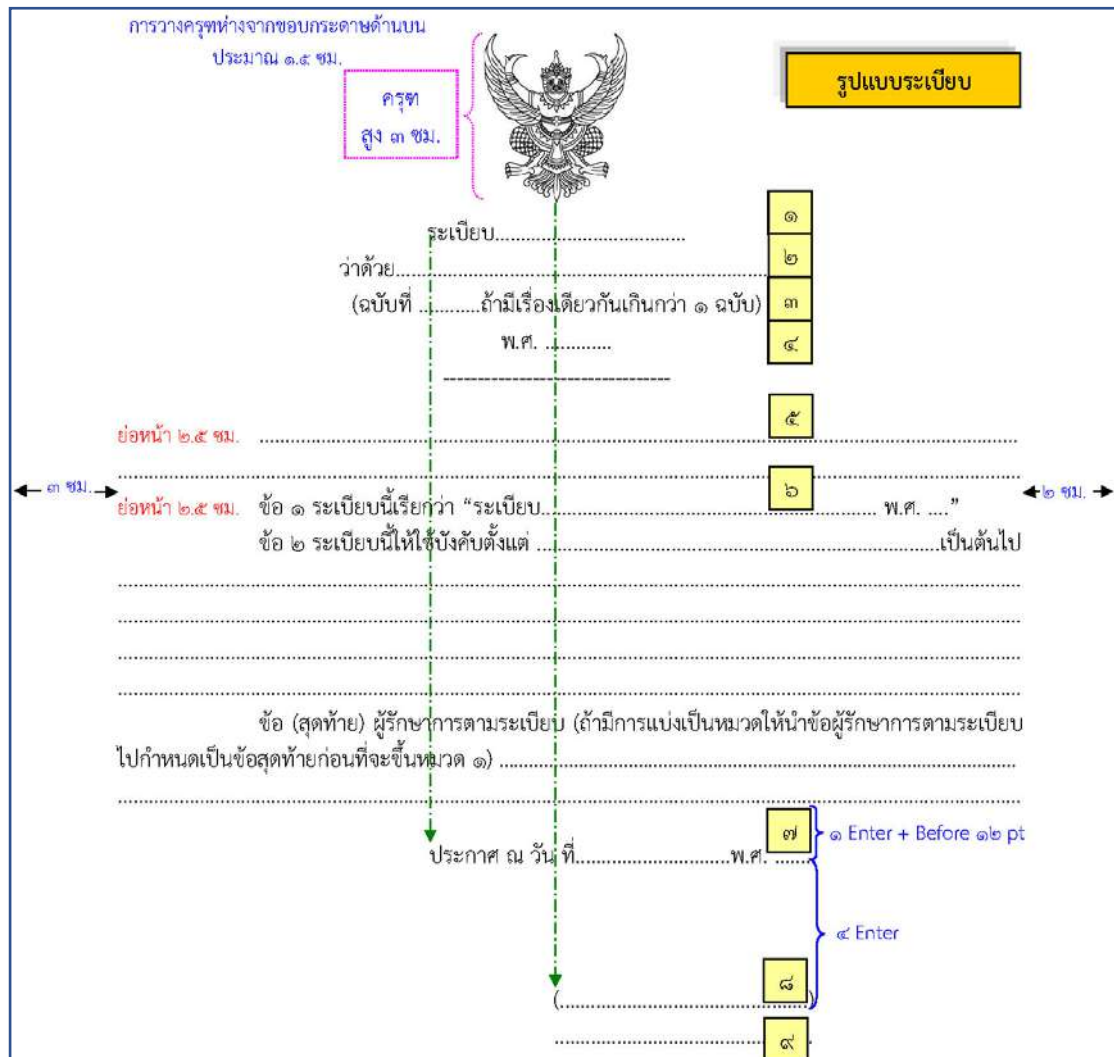 การวางครุฑห่างจากขอบกระดาษด้านบน
ประมาณ ๑.๕ ซม.
รูปแบบระเบียบ
ครุฑ
สูง ๓ ซม.
๑
ระเบียบ..................................
๒
ว่าด้วย....................................................................
(ฉบับที่ ...........ถ้ามีเรื่องเดียวกันเกินกว่า ๑ ฉบับ) ๓
พ.ศ. ............ ๔
--------------------------------
๕
ย่อหน้า ๒.๕ ซม. ........................................................................................................................
........................................................................................................................
๓ ซม. ๖ ๒ ซม.
ย่อหน้า ๒.๕ ซม. ข้อ ๑ ระเบียบนี้เรียกว่า “ระเบียบ............................................................ พ.ศ. ....”
ข้อ ๒ ระเบียบนี้ให้ใช้บังคับตั้งแต่ ........................................................................เป็นต้นไป
........................................................................................................................
........................................................................................................................
........................................................................................................................
........................................................................................................................
ข้อ (สุดท้าย) ผู้รักษาการตามระเบียบ (ถ้ามีการแบ่งเป็นหมวดให้นำข้อผู้รักษาการตามระเบียบ
ไปกำหนดเป็นข้อสุดท้ายก่อนที่จะขึ้นหมวด ๑) ............................................................................................
........................................................................................................................
๗ ๑ Enter + Before ๑๒ pt
ประกาศ ณ วัน ที่............................พ.ศ. .......
๔ Enter
๘
(............................................)
.............................................. ๙